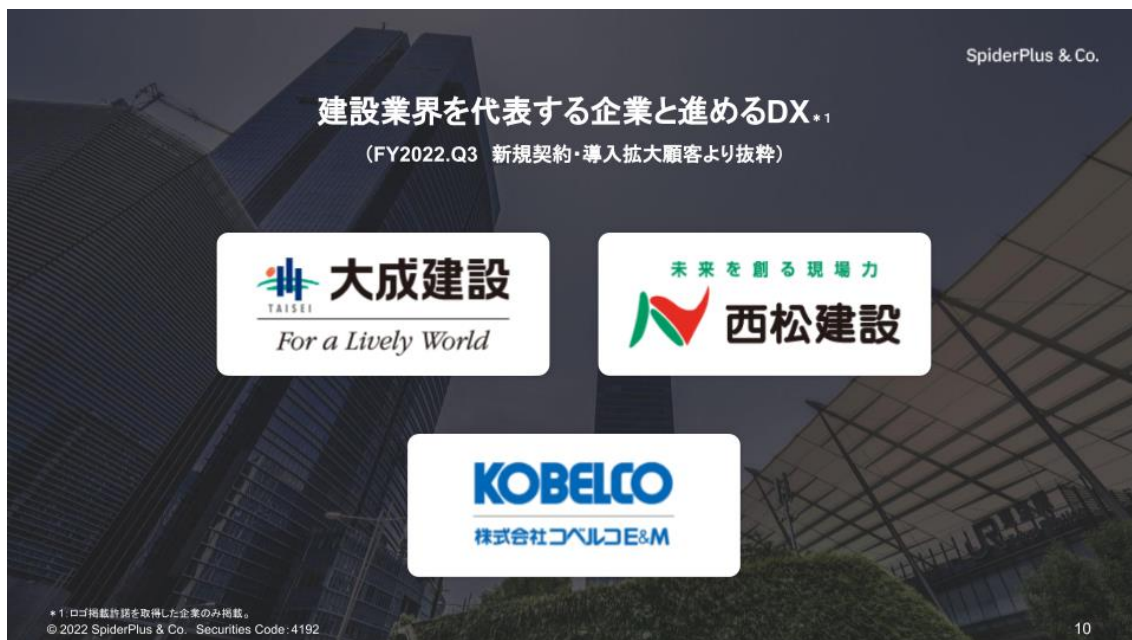 SpiderPlus & Co.
建設業界を代表する企業と進めるDX＊1
（FY2022.Q3　新規契約・導入拡大顧客より抜粋）
大成建設
TAISEI
For a Lively World
未来を創る現場力
西松建設
KOBELCO
株式会社コベルコE&M
＊1：ロゴ掲載許諾を取得した企業のみ掲載。
© 2022 SpiderPlus & Co. Securities Code：4192
10